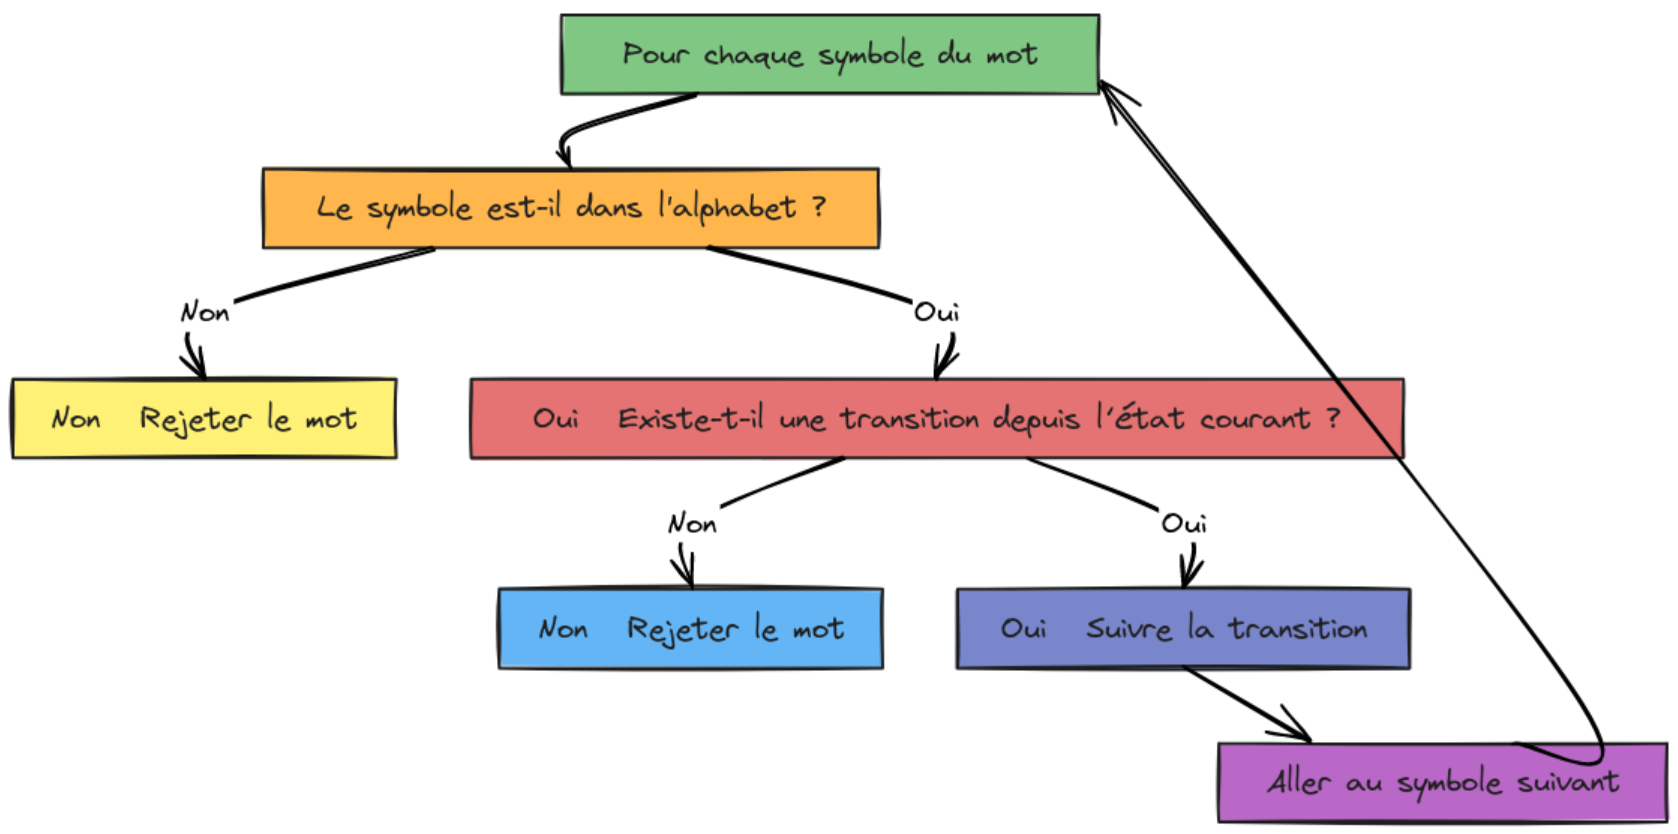 Pour chaque symbole du mot
Le symbole est-il dans l'alphabet ?
Non
Oui
Non Rejeter le mot
Oui Existe-t-il une transition depuis l'état courant ?
Non
Oui
Non Rejeter le mot
Oui Suivre la transition
Aller au symbole suivant